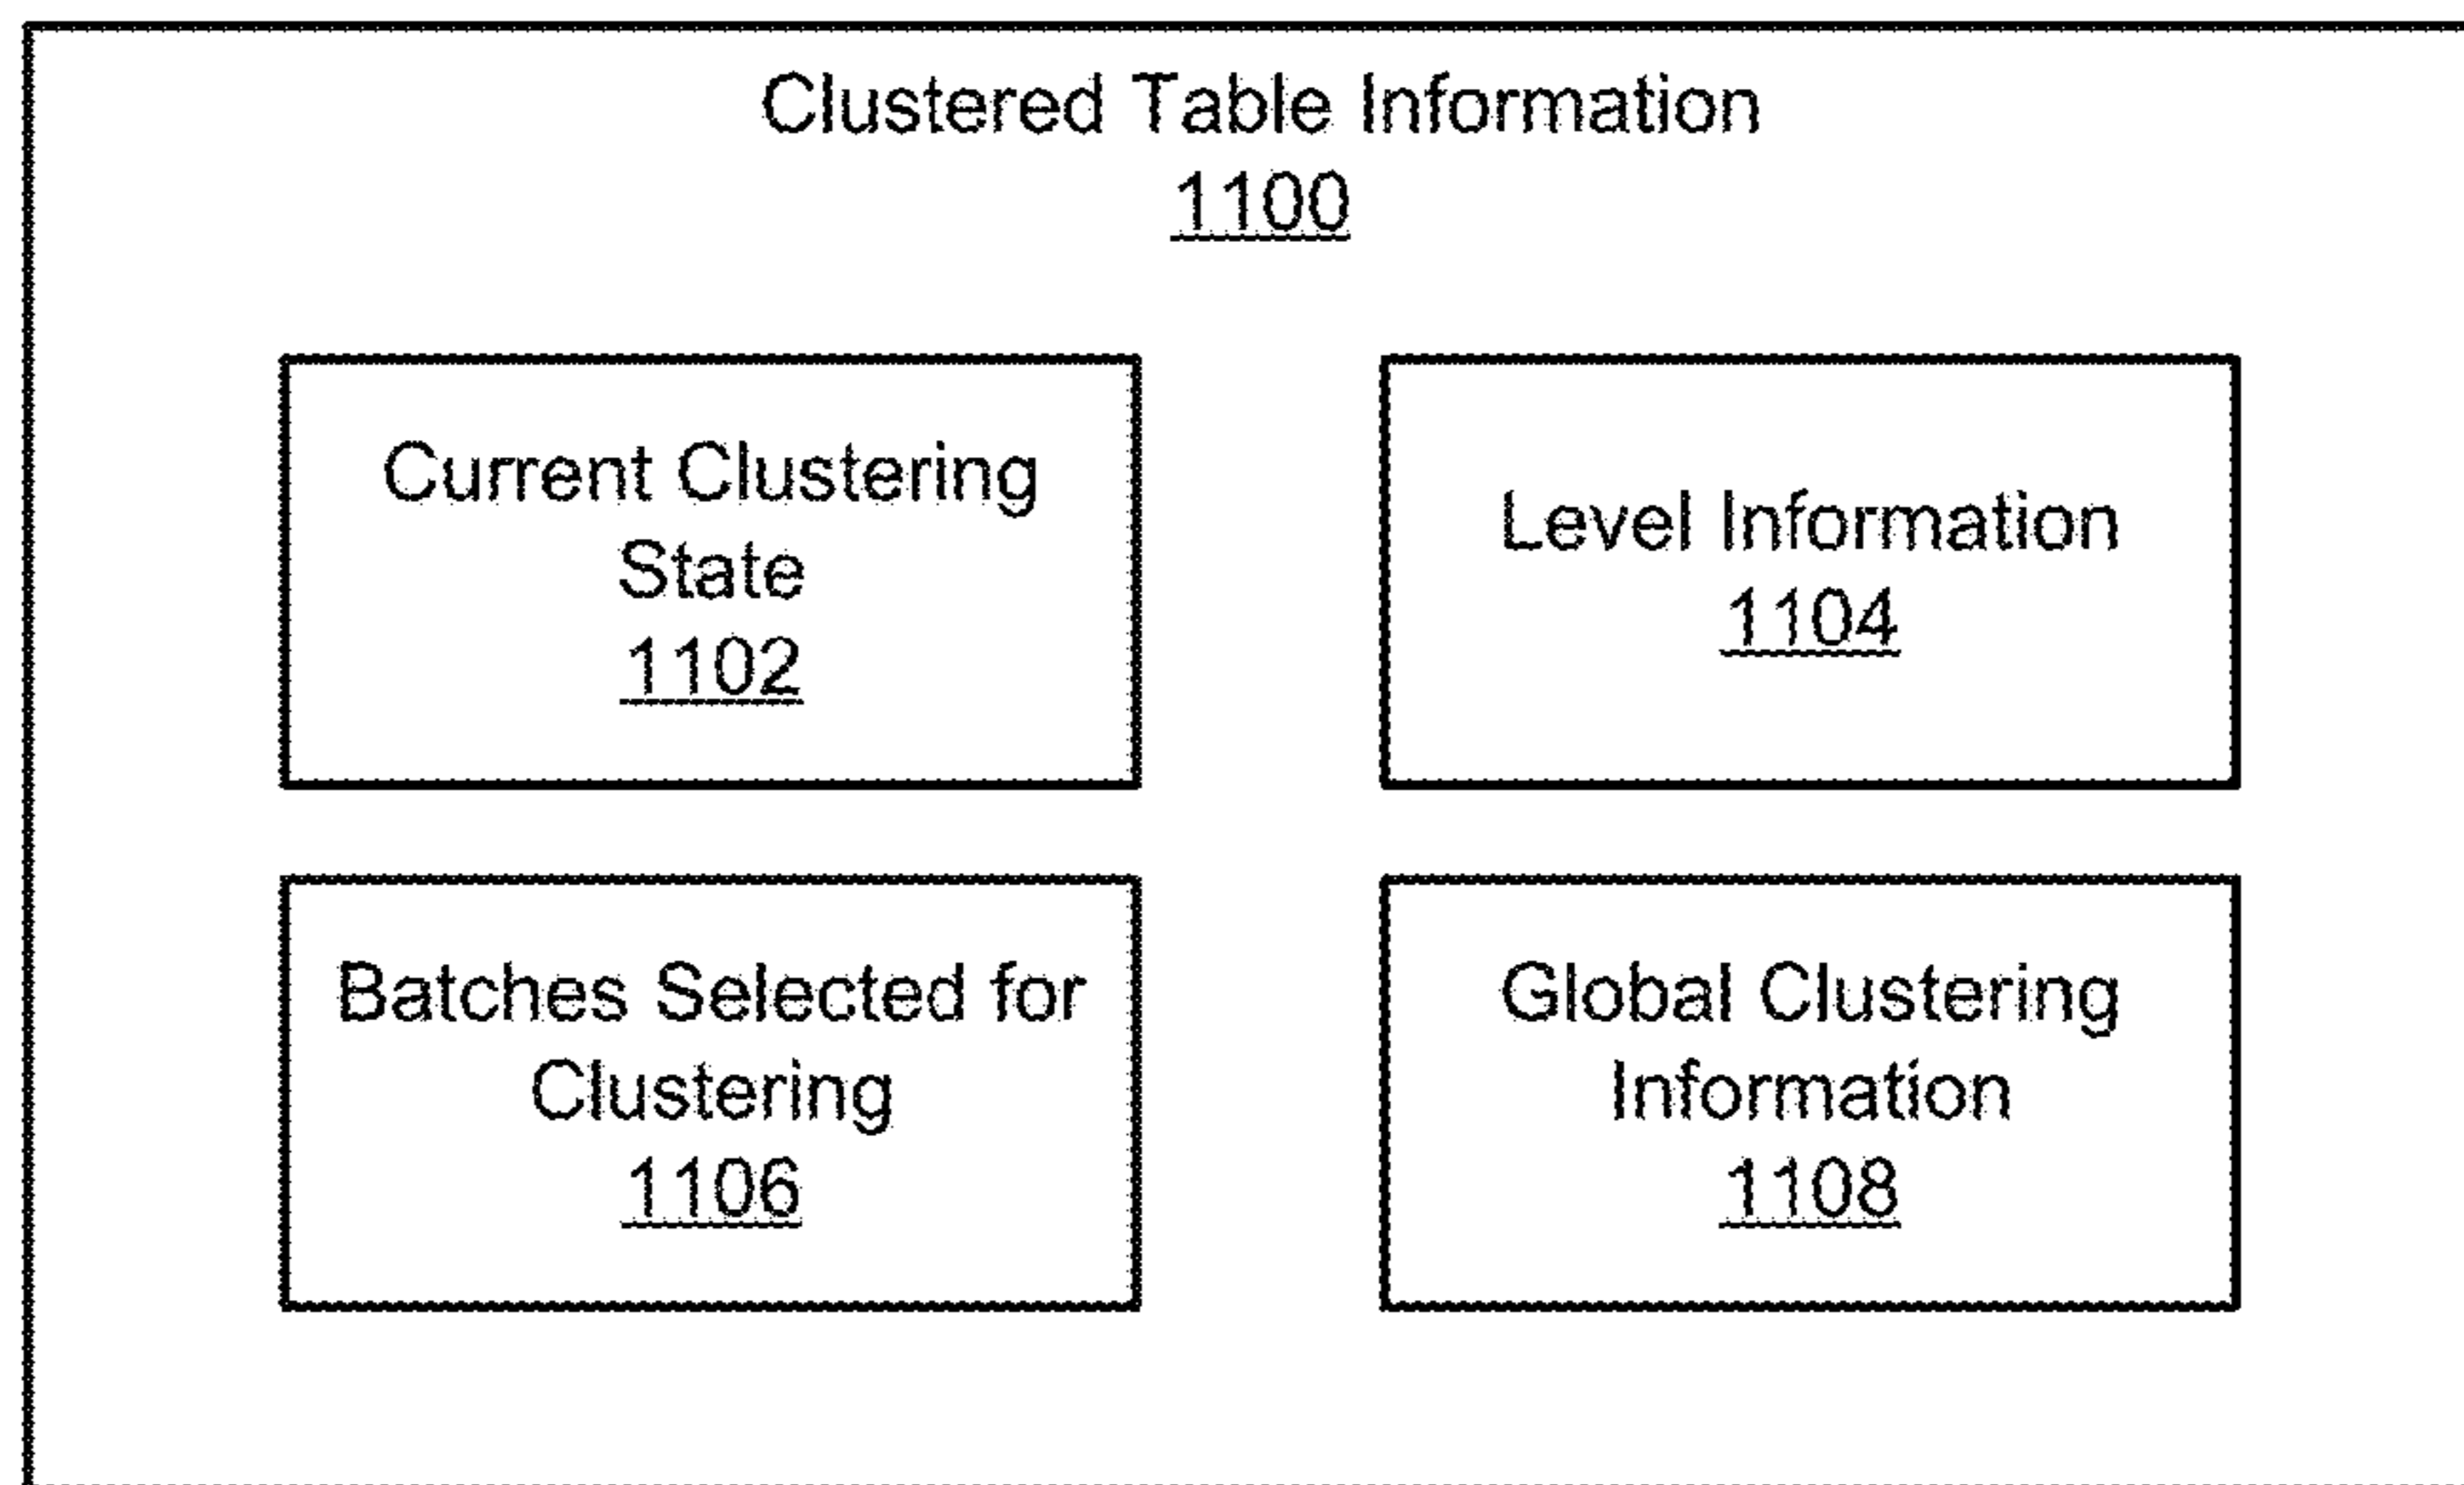 Clustered Table Information
1100
Current Clustering
State
1102
Level Information
1104
Batches Selected for
Clustering
1106
Global Clustering
Information
1108